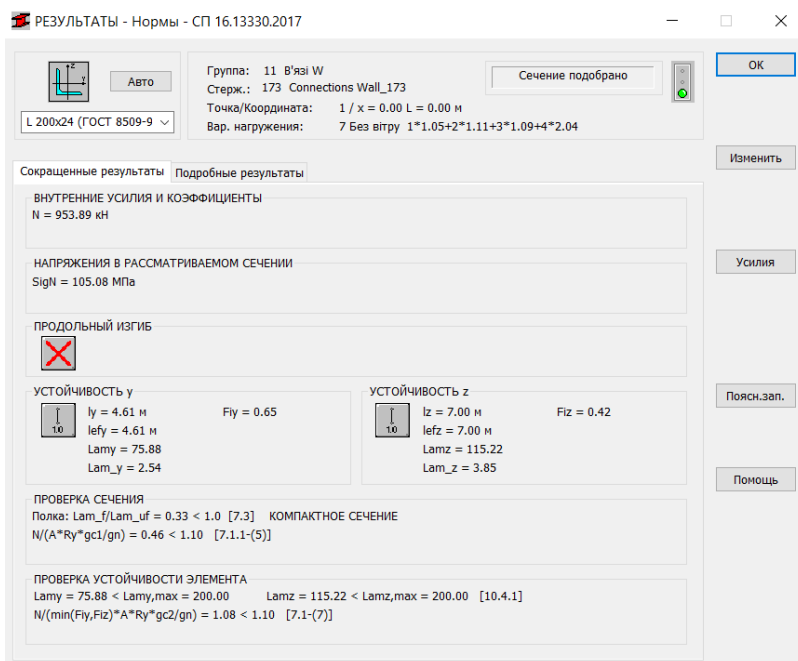 РЕЗУЛЬТАТЫ - Нормы - СП 16.13330.2017
Авто
L 200x24 (ГОСТ 8509-9
Группа: 11 В'язі W
Стерж.: 173 Connections Wall_173
Точка/Координата: 1 / x = 0.00 L = 0.00 м
Вар. нагружения: 7 Без вітру 1*1.05+2*1.11+3*1.09+4*2.04
Сечение подобрано
OK
Изменить
Усилия
Поясн.зап.
Помощь
Сокращенные результаты Подробные результаты
ВНУТРЕННИЕ УСИЛИЯ И КОЭФФИЦИЕНТЫ
N = 953.89 кН
НАПРЯЖЕНИЯ В РАССМАТРИВАЕМОМ СЕЧЕНИИ
SigN = 105.08 МПа
ПРОДОЛЬНЫЙ ИЗГИБ
УСТОЙЧИВОСТЬ y
1.0
ly = 4.61 м Fiy = 0.65
lefy = 4.61 м
Lamy = 75.88
Lam_y = 2.54
УСТОЙЧИВОСТЬ z
1.0
lz = 7.00 м Fiz = 0.42
lefz = 7.00 м
Lamz = 115.22
Lam_z = 3.85
ПРОВЕРКА СЕЧЕНИЯ
Полка: Lam_f/Lam_uf = 0.33 < 1.0 [7.3] КОМПАКТНОЕ СЕЧЕНИЕ
N/(A*Ry*gc1/gn) = 0.46 < 1.10 [7.1.1-(5)]
ПРОВЕРКА УСТОЙЧИВОСТИ ЭЛЕМЕНТА
Lamy = 75.88 < Lamy,max = 200.00 Lamz = 115.22 < Lamz,max = 200.00 [10.4.1]
N/(min(Fiy,Fiz)*A*Ry*gc2/gn) = 1.08 < 1.10 [7.1-(7)]